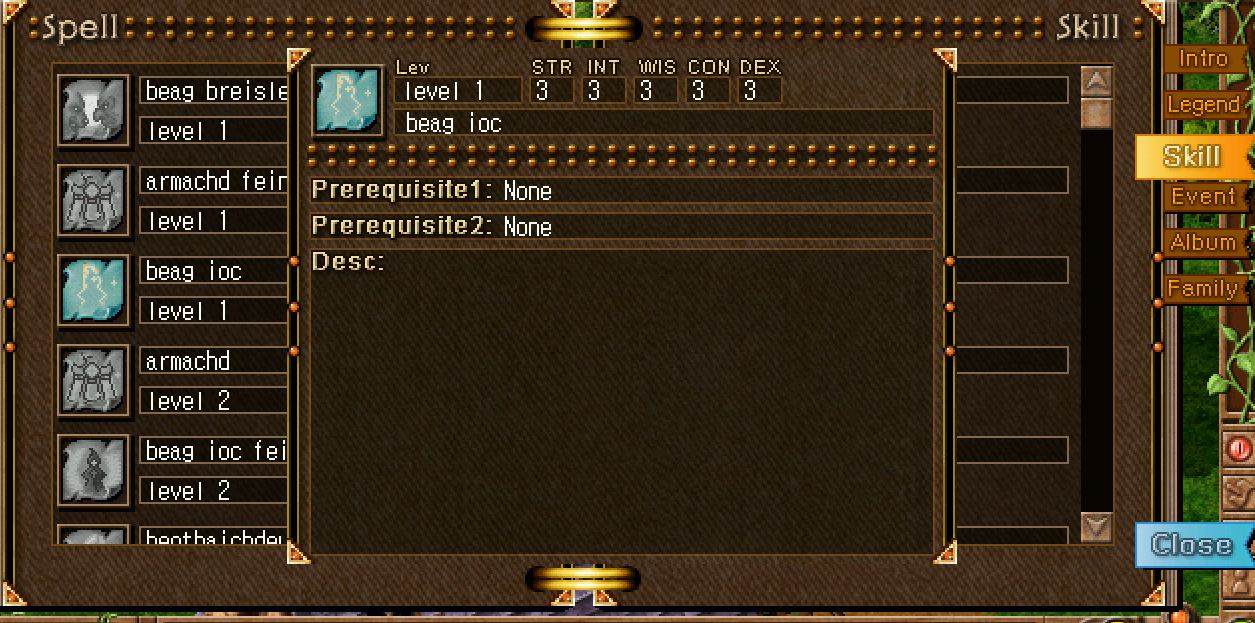 Spell
Skill
beag breisle
level 1
armachd fein
level 1
beag ioc
level 1
armachd
level 2
beag ioc fei
level 2
Lev
STR INT WIS CON DEX
level 1 3 3 3 3 3
beag ioc
Prerequisite1: None
Prerequisite2: None
Desc:
Intro
Legend
Skill
Event
Album
Family
Close